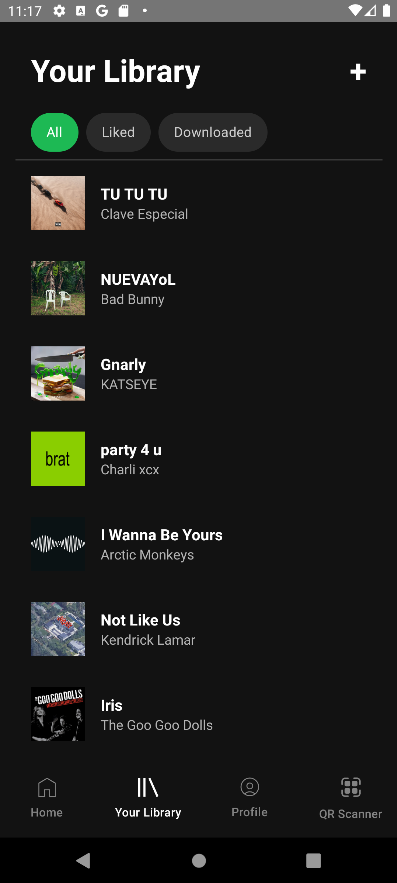 11:17
Your Library
All
Liked
Downloaded
TU TU TU
Clave Especial
NUEVAYoL
Bad Bunny
Gnarly
KATSEYE
brat
party 4 u
Charli xcx
I Wanna Be Yours
Arctic Monkeys
Not Like Us
Kendrick Lamar
GOO GOO DOLLS
Iris
The Goo Goo Dolls
Home
Your Library
Profile
QR Scanner